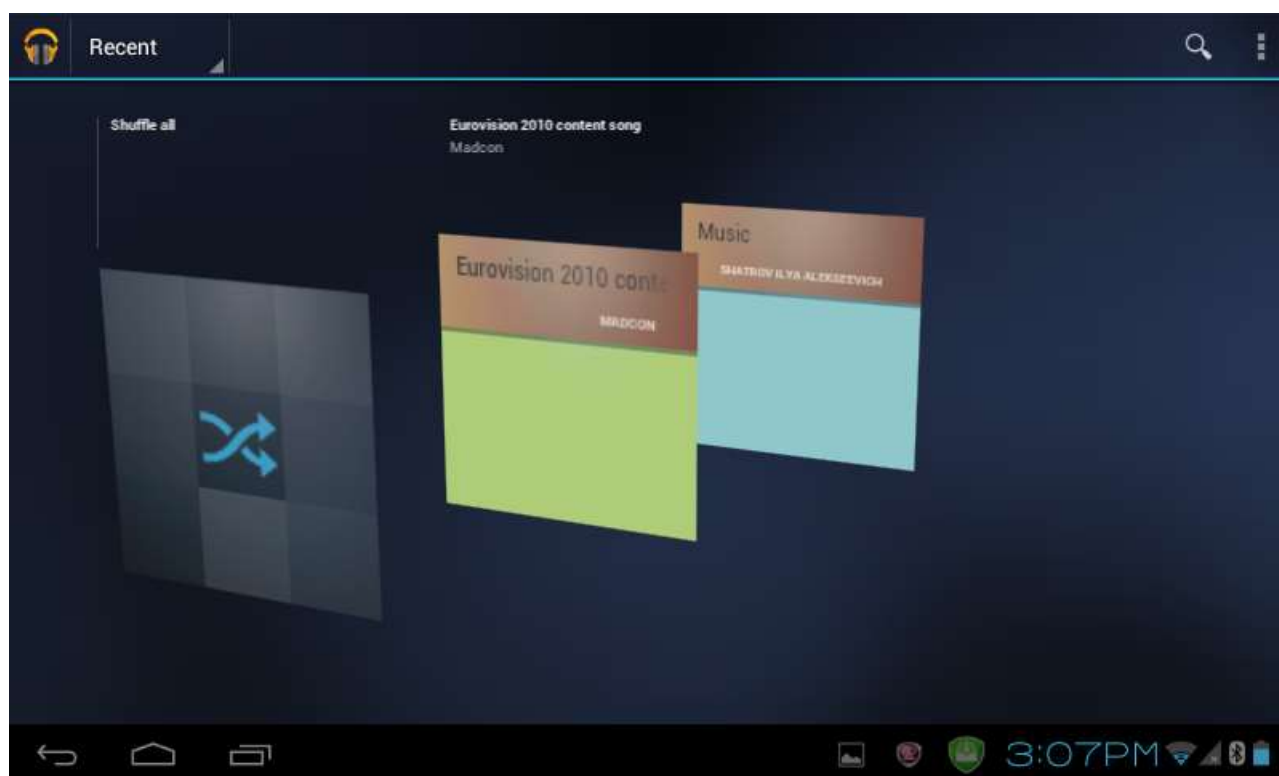 Recent
Shuffle all
Eurovision 2010 content song
Madcon
Music
SHATROV ILYA ALEKSEEVICH
Eurovision 2010 conte
MADCON
3:07PM